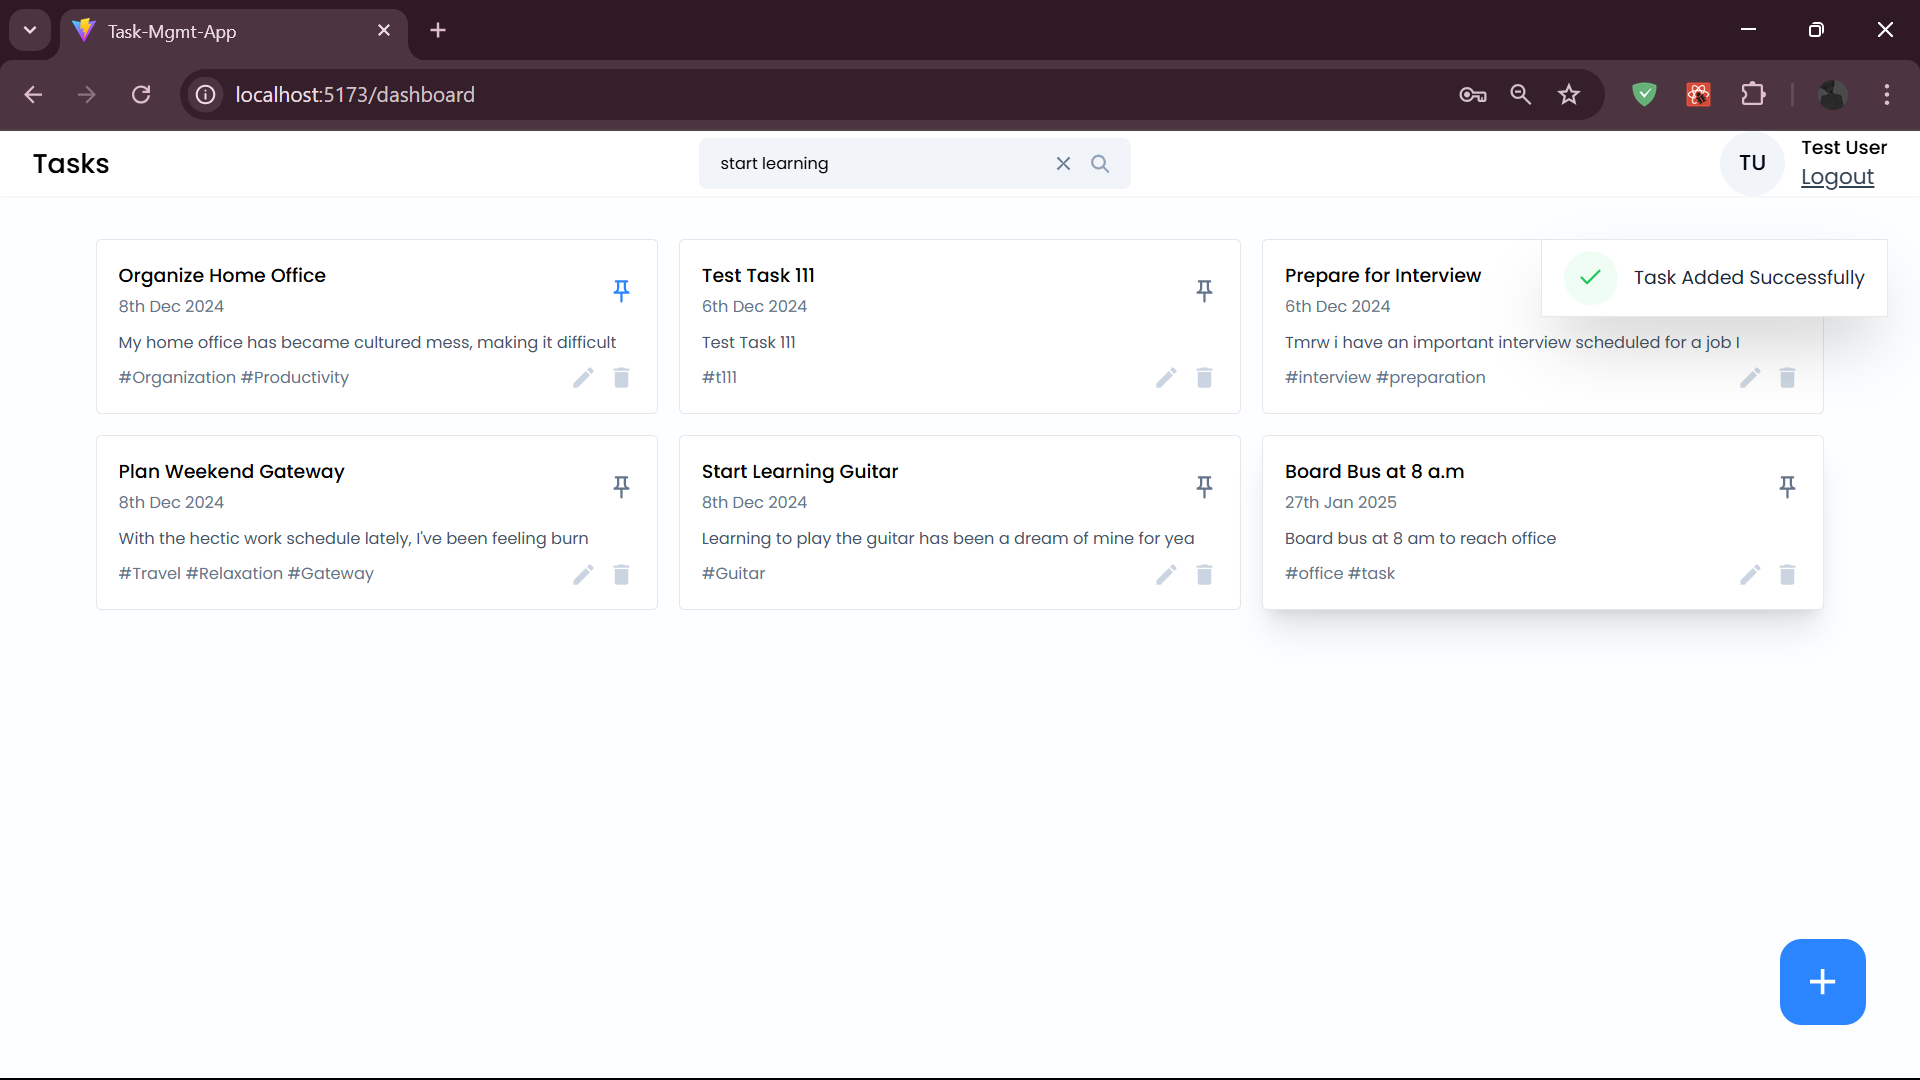 Task-Mgmt-App
localhost:5173/dashboard
Tasks
start learning
TU
Test User
Logout
Organize Home Office
8th Dec 2024
My home office has became cultured mess, making it difficult
#Organization #Productivity
Test Task 111
6th Dec 2024
Test Task 111
#t111
Prepare for Interview
6th Dec 2024
Tmrw i have an important interview scheduled for a job I
#interview #preparation
Task Added Successfully
Plan Weekend Gateway
8th Dec 2024
With the hectic work schedule lately, I've been feeling burn
#Travel #Relaxation #Gateway
Start Learning Guitar
8th Dec 2024
Learning to play the guitar has been a dream of mine for yea
#Guitar
Board Bus at 8 a.m
27th Jan 2025
Board bus at 8 am to reach office
#office #task